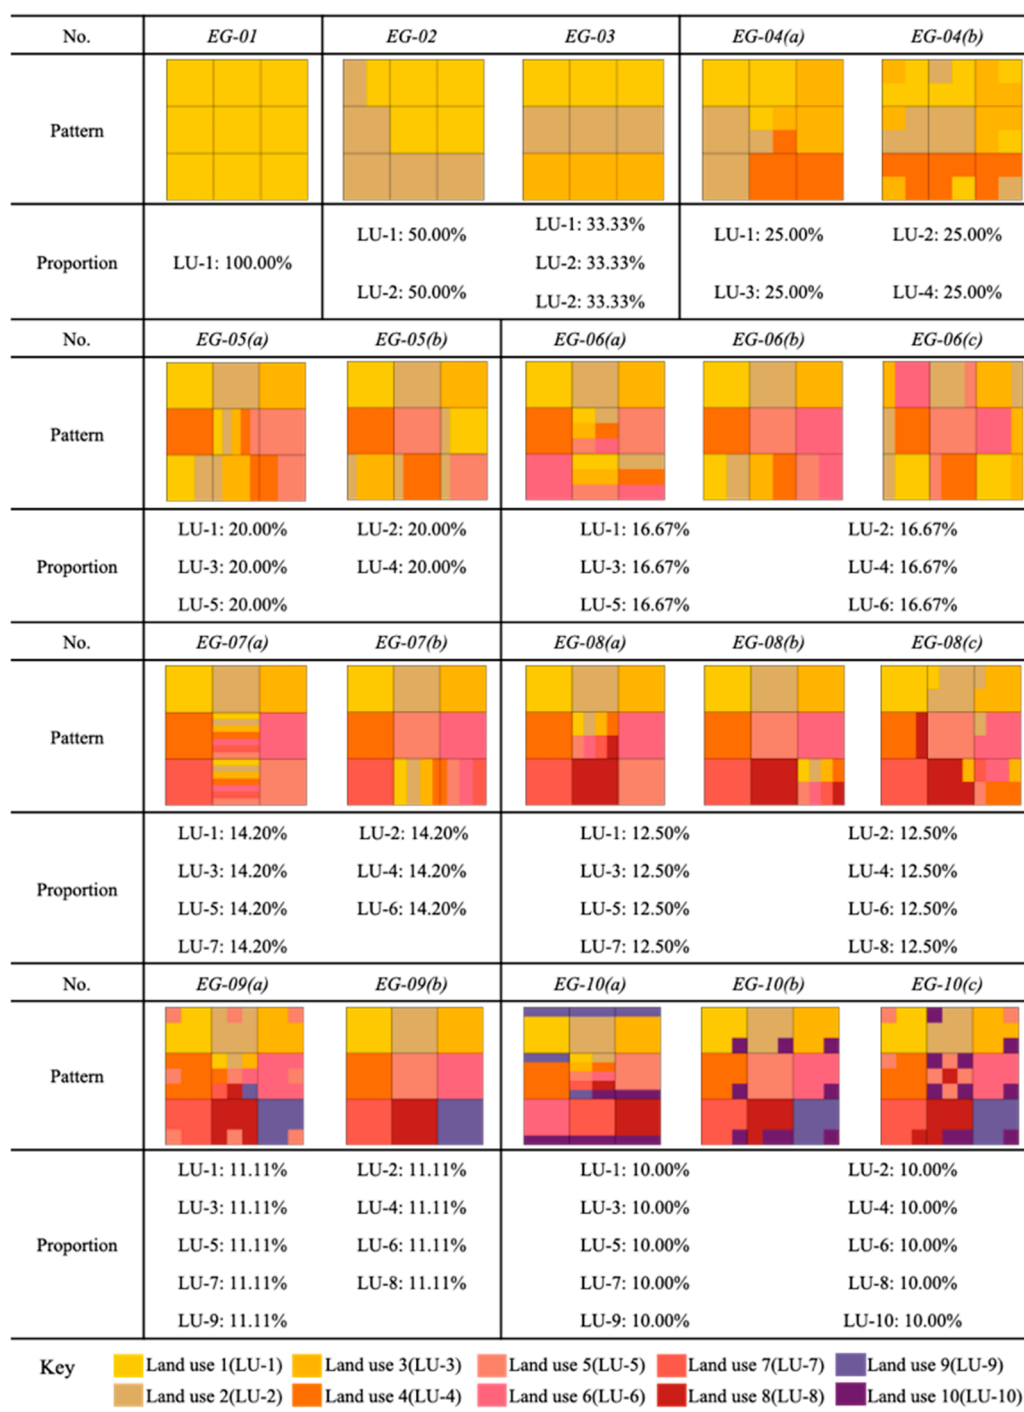 No. EG-01 EG-02 EG-03 EG-04(a) EG-04(b)
Pattern
LU-1: 33.33%
LU-1: 50.00% LU-1: 25.00% LU-2: 25.00%
Proportion LU-1: 100.00% LU-2: 33.33%
LU-2: 50.00% LU-3: 25.00% LU-4: 25.00%
LU-2: 33.33%
No. EG-05(a) EG-05(b) EG-06(a) EG-06(b) EG-06(c)
Pattern
LU-1: 20.00% LU-2: 20.00% LU-1: 16.67% LU-2: 16.67%
Proportion LU-3: 20.00% LU-4: 20.00% LU-3: 16.67% LU-4: 16.67%
LU-5: 20.00% LU-5: 16.67% LU-6: 16.67%
No. EG-07(a) EG-07(b) EG-08(a) EG-08(b) EG-08(c)
Pattern
LU-1: 14.20% LU-2: 14.20% LU-1: 12.50% LU-2: 12.50%
LU-3: 14.20% LU-4: 14.20% LU-3: 12.50% LU-4: 12.50%
Proportion
LU-5: 14.20% LU-6: 14.20% LU-5: 12.50% LU-6: 12.50%
LU-7: 14.20% LU-7: 12.50% LU-8: 12.50%
No. EG-09(a) EG-09(b) EG-10(a) EG-10(b) EG-10(c)
Pattern
LU-1: 11.11% LU-2: 11.11% LU-1: 10.00% LU-2: 10.00%
LU-3: 11.11% LU-4: 11.11% LU-3: 10.00% LU-4: 10.00%
Proportion LU-5: 11.11% LU-6: 11.11% LU-5: 10.00% LU-6: 10.00%
LU-7: 11.11% LU-8: 11.11% LU-7: 10.00% LU-8: 10.00%
LU-9: 11.11% LU-9: 10.00% LU-10: 10.00%
Key Land use 1(LU-1) Land use 3(LU-3) Land use 5(LU-5) Land use 7(LU-7) Land use 9(LU-9)
Land use 2(LU-2) Land use 4(LU-4) Land use 6(LU-6) Land use 8(LU-8) Land use 10(LU-10)